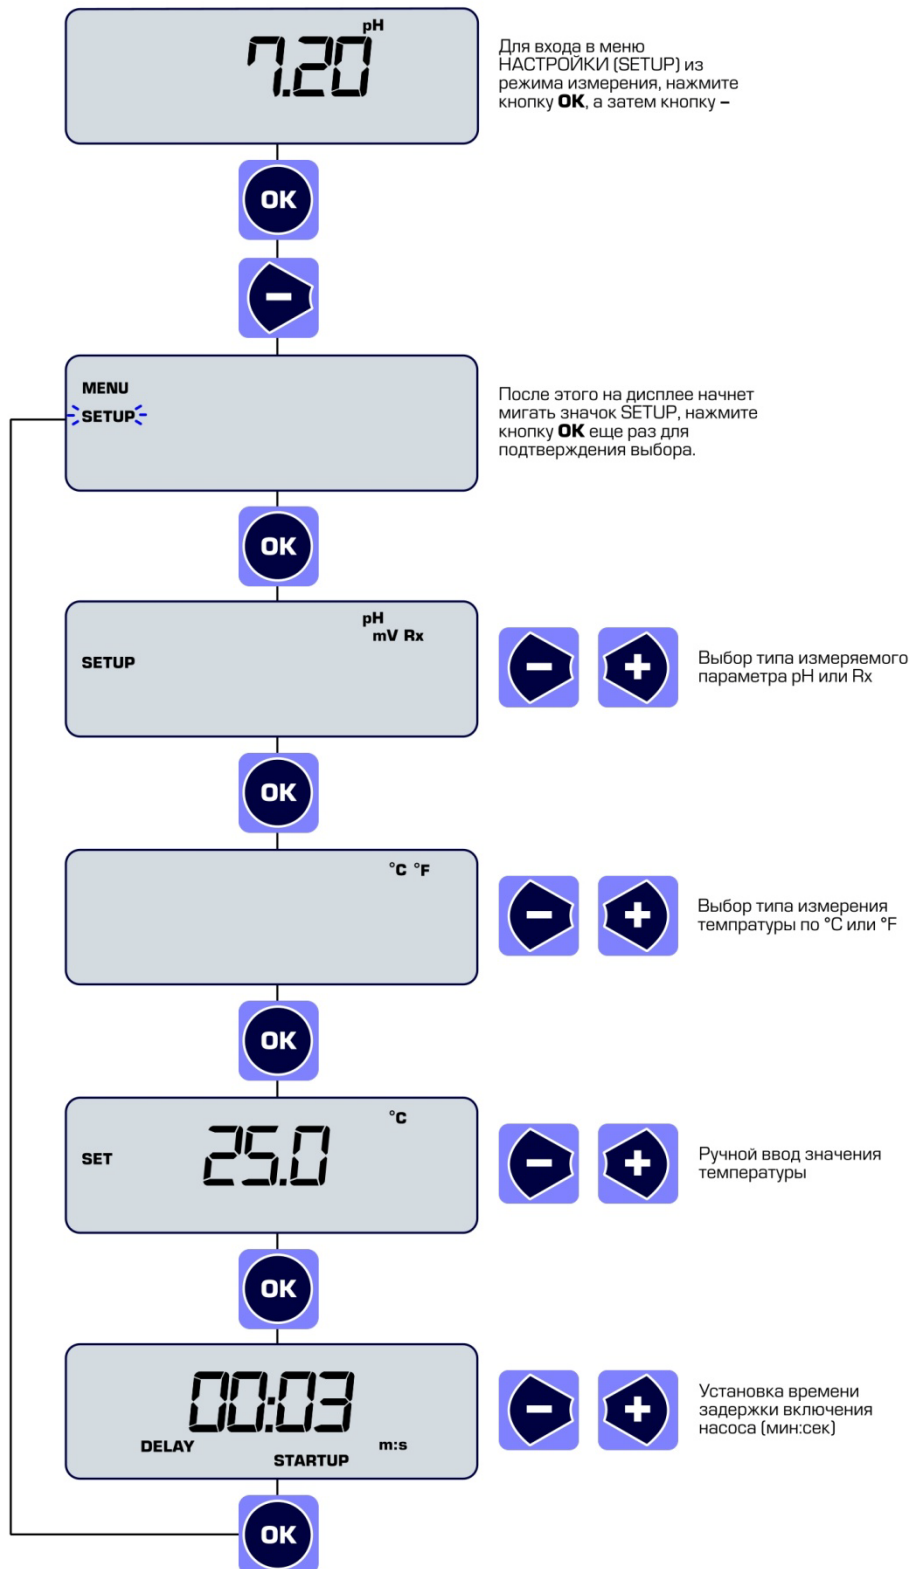 pH
7.20
Для входа в меню
НАСТРОЙКИ (SETUP) из
режима измерения, нажмите
кнопку OK, а затем кнопку –
OK
–
MENU
SETUP
После этого на дисплее начнет
мигать значок SETUP, нажмите
кнопку OK еще раз для
подтверждения выбора.
OK
pH
mV Rx
SETUP
– +
Выбор типа измеряемого
параметра pH или Rx
OK
°C °F
– +
Выбор типа измерения
темпратуры по °C или °F
OK
°C
SET 25.0
– +
Ручной ввод значения
температуры
OK
00:03
DELAY m:s
STARTUP
– +
Установка времени
задержки включения
насоса (мин:сек)
OK